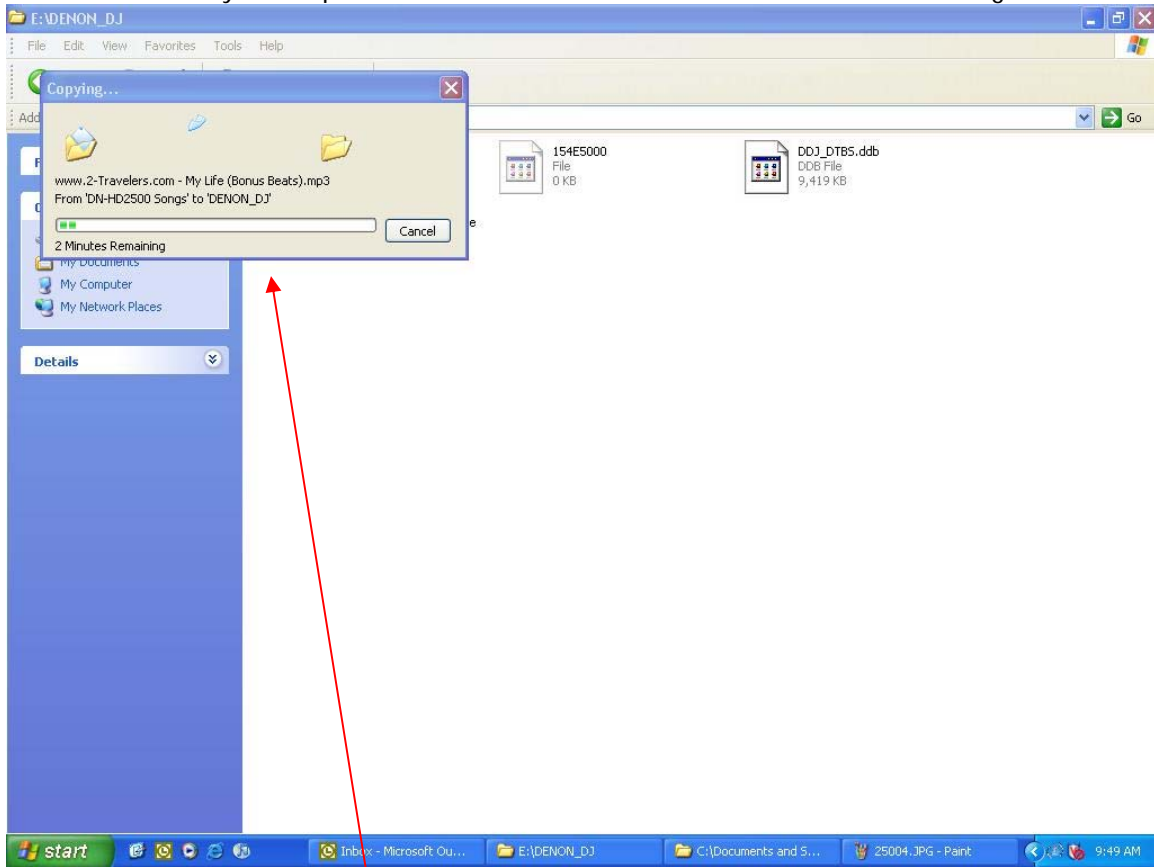 E:\DENON_DJ
File Edit View Favorites Tools Help
Copying...
Add
Go
www.2-Travelers.com - My Life (Bonus Beats).mp3
From 'DN-HD2500 Songs' to 'DENON_DJ'
Cancel
2 Minutes Remaining
154E5000
File
0 KB
DDJ_DTBS.ddb
DDB File
9,419 KB
e
My Documents
My Computer
My Network Places
Details
start
Inbox - Microsoft Ou...
E:\DENON_DJ
C:\Documents and S...
25004.JPG - Paint
9:49 AM